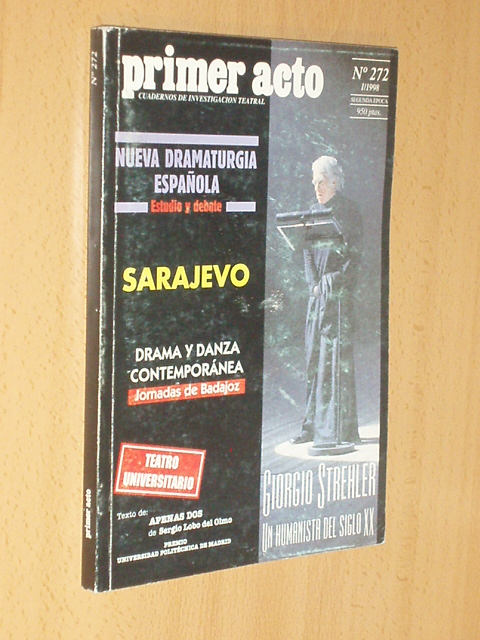 Nº 272
primer acto
primer acto
CUADERNOS DE INVESTIGACION TEATRAL
Nº 272
I/1998
SEGUNDA EPOCA
950 ptas.
NUEVA DRAMATURGIA
ESPAÑOLA
Estudio y debate
SARAJEVO
DRAMA Y DANZA
CONTEMPORÁNEA
Jornadas de Badajoz
TEATRO
UNIVERSITARIO
Texto de:
APENAS DOS
de Sergio Lobo del Olmo
PREMIO
UNIVERSIDAD POLITÉCNICA DE MADRID
GIORGIO STREHLER
UN HUMANISTA DEL SIGLO XX